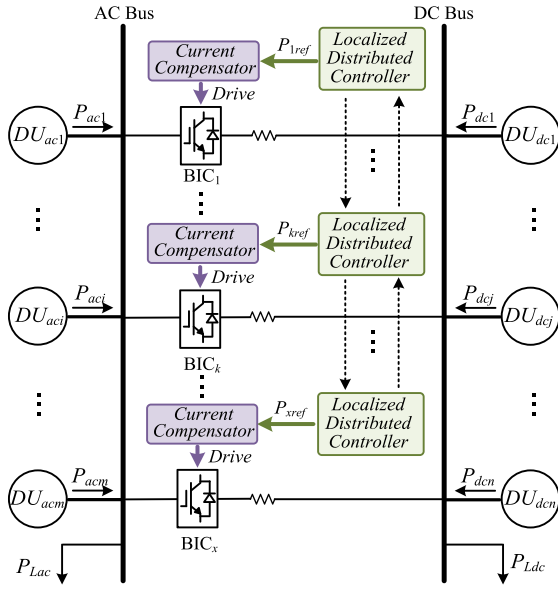 AC Bus
DC Bus
Current Compensator
P1ref
Localized Distributed Controller
Drive
Pac1
DUac1
BIC1
Pdc1
DUdc1
Current Compensator
Pkref
Localized Distributed Controller
Drive
Paci
DUaci
BICk
Pdcj
DUdcj
Current Compensator
Pxref
Localized Distributed Controller
Drive
Pacm
DUacm
BICx
Pdcn
DUdcn
PLac
PLdc